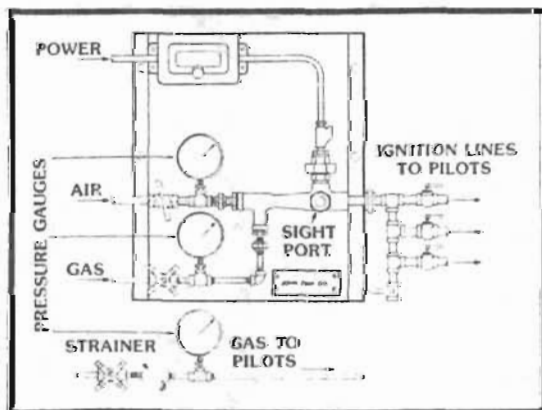 POWER
PRESSURE GAUGES
AIR
GAS
SIGHT
PORT
IGNITION LINES
TO PILOTS
STRAINER
GAS TO
PILOTS